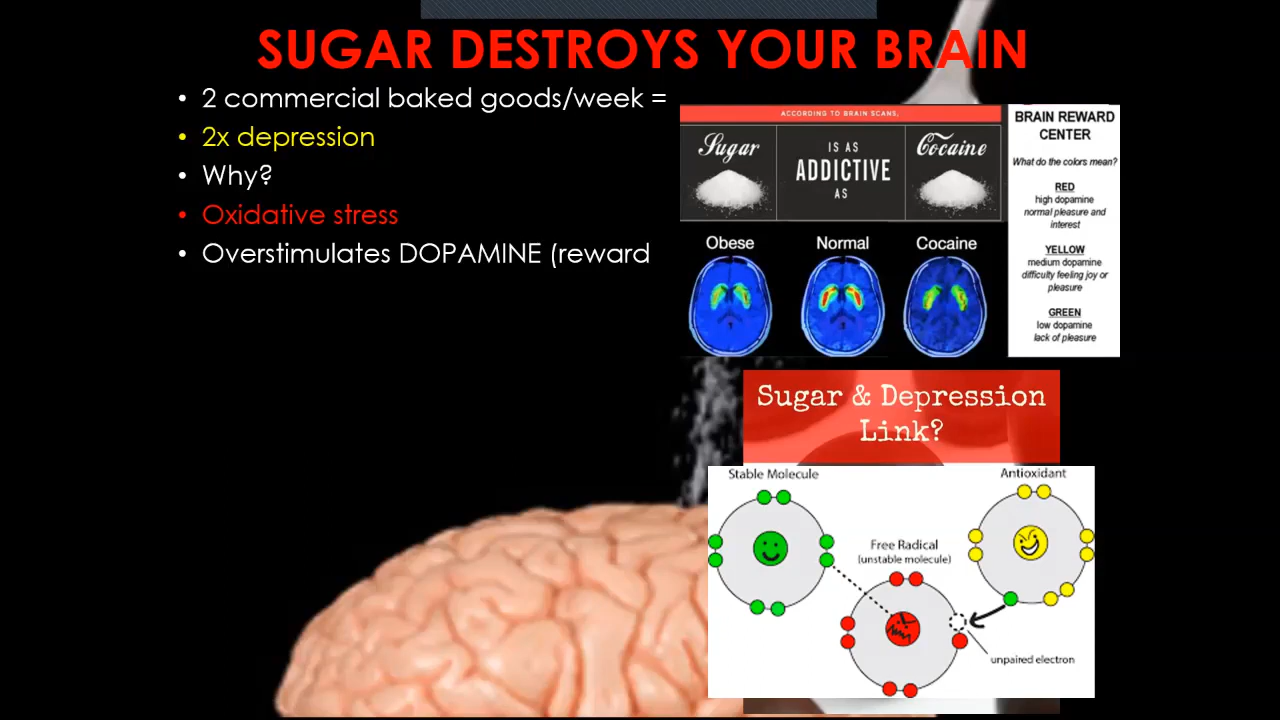 SUGAR DESTROYS YOUR BRAIN
• 2 commercial baked goods/week =
• 2x depression
• Why?
• Oxidative stress
• Overstimulates DOPAMINE (reward
ACCORDING TO BRAIN SCANS,
Sugar
IS AS
ADDICTIVE
AS
Cocaine
Obese
Normal
Cocaine
BRAIN REWARD
CENTER
What do the colors mean?
RED
high dopamine
normal pleasure and
interest
YELLOW
medium dopamine
difficulty feeling joy or
pleasure
GREEN
low dopamine
lack of pleasure
Sugar & Depression
Link?
Stable Molecule
Antioxidant
Free Radical
(unstable molecule)
unpaired electron